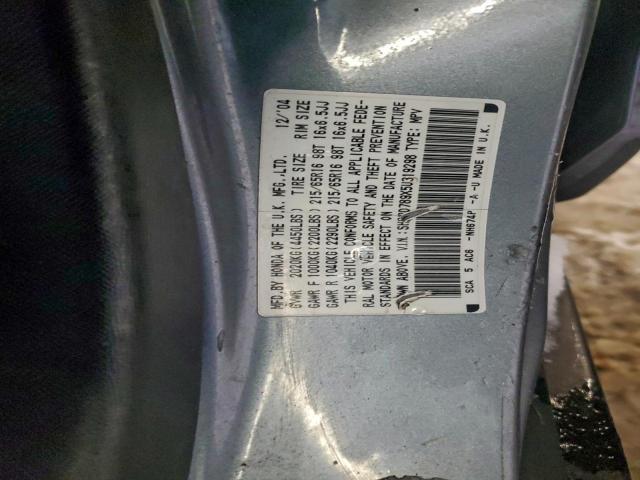 MFD.BY HONDA OF THE U.K. MFG.,LTD. 12/'04
GVWR 2020KG(4450LBS) TIRE SIZE RIM SIZE
GAWR F 1000KG(2200LBS) 215/65R16 98T 16x6.5JJ
GAWR R 1040KG(2290LBS) 215/65R16 98T 16x6.5JJ
THIS VEHICLE CONFORMS TO ALL APPLICABLE FEDE-
RAL MOTOR VEHICLE SAFETY AND THEFT PREVENTION
STANDARDS IN EFFECT ON THE DATE OF MANUFACTURE
ABOVE. V.I.N.: TYPE: MPV
SCA 5 AC6 -NH674P -A -U MADE IN U.K.